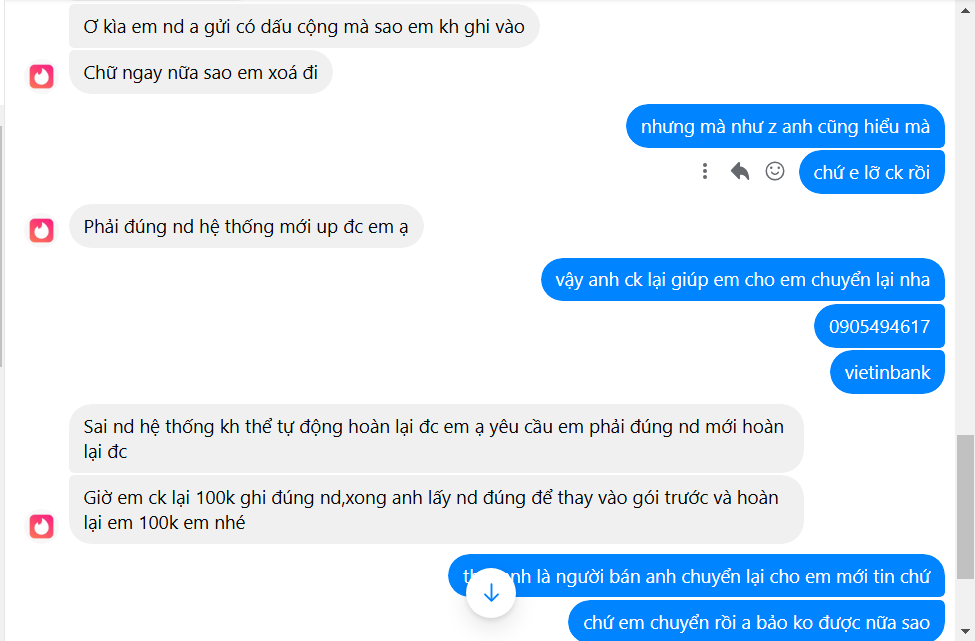 Ơ kìa em nd a gửi có dấu cộng mà sao em kh ghi vào
Chữ ngay nữa sao em xoá đi
nhưng mà như z anh cũng hiểu mà
chứ e lỡ ck rồi
Phải đúng nd hệ thống mới up đc em ạ
vậy anh ck lại giúp em cho em chuyển lại nha
0905494617
vietinbank
Sai nd hệ thống kh thể tự động hoàn lại đc em ạ yêu cầu em phải đúng nd mới hoàn
lại đc
Giờ em ck lại 100k ghi đúng nd,xong anh lấy nd đúng để thay vào gói trước và hoàn
lại em 100k em nhé
là người bán anh chuyển lại cho em mới tin chứ
chứ em chuyển rồi a bảo ko được nữa sao